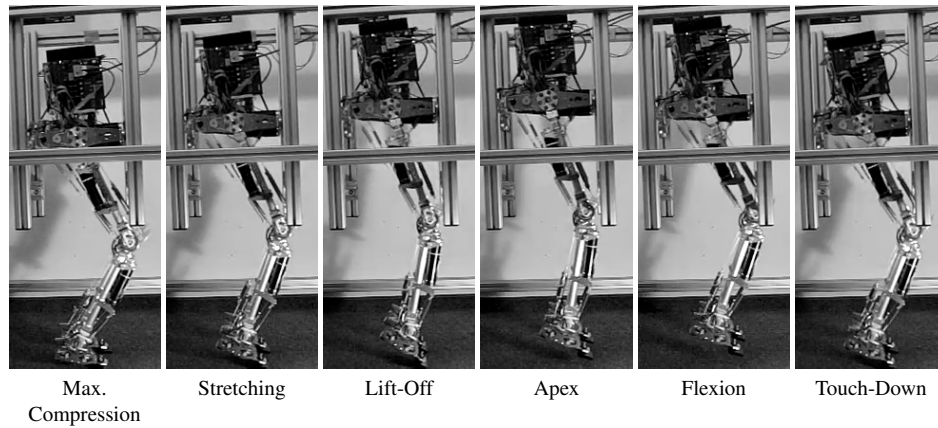 Max.
Compression
Stretching
Lift-Off
Apex
Flexion
Touch-Down